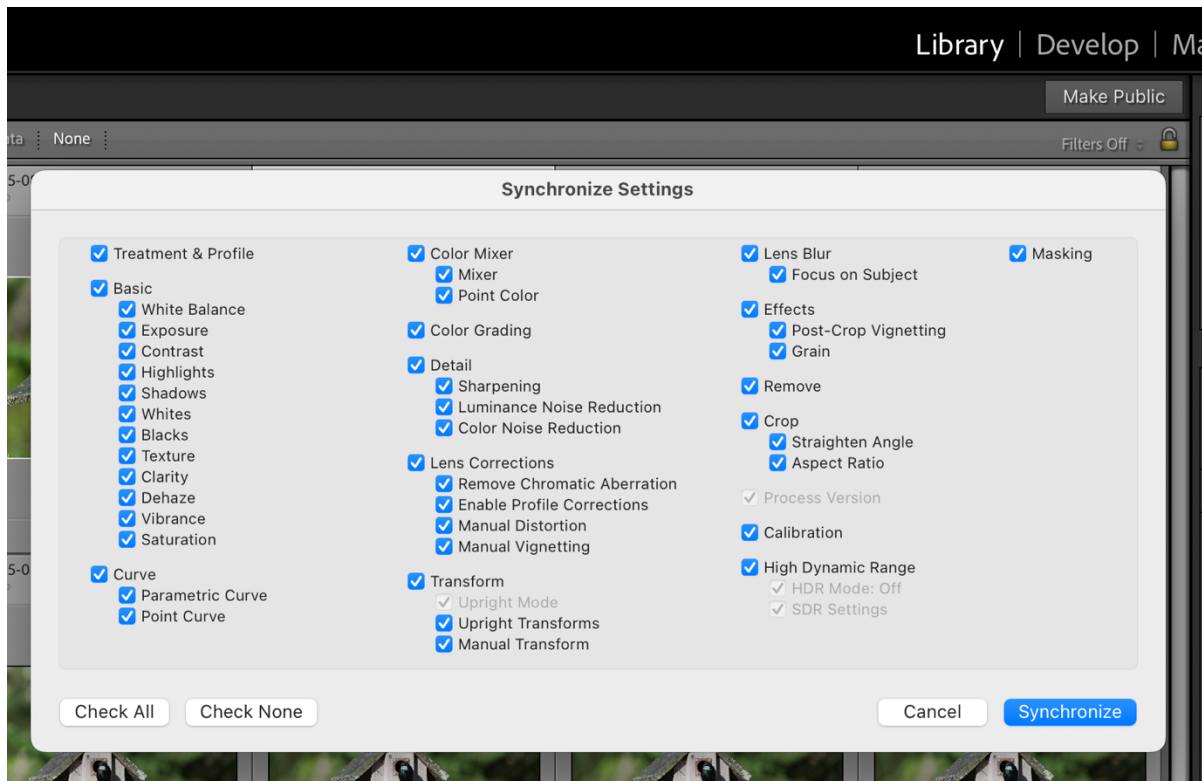 Library | Develop |
Make Public
None
Filters Off
Synchronize Settings
Treatment & Profile
Basic
White Balance
Exposure
Contrast
Highlights
Shadows
Whites
Blacks
Texture
Clarity
Dehaze
Vibrance
Saturation
Curve
Parametric Curve
Point Curve
Color Mixer
Mixer
Point Color
Color Grading
Detail
Sharpening
Luminance Noise Reduction
Color Noise Reduction
Lens Corrections
Remove Chromatic Aberration
Enable Profile Corrections
Manual Distortion
Manual Vignetting
Transform
Upright Mode
Upright Transforms
Manual Transform
Lens Blur
Focus on Subject
Effects
Post-Crop Vignetting
Grain
Remove
Crop
Straighten Angle
Aspect Ratio
Process Version
Calibration
High Dynamic Range
HDR Mode: Off
SDR Settings
Masking
Check All
Check None
Cancel
Synchronize